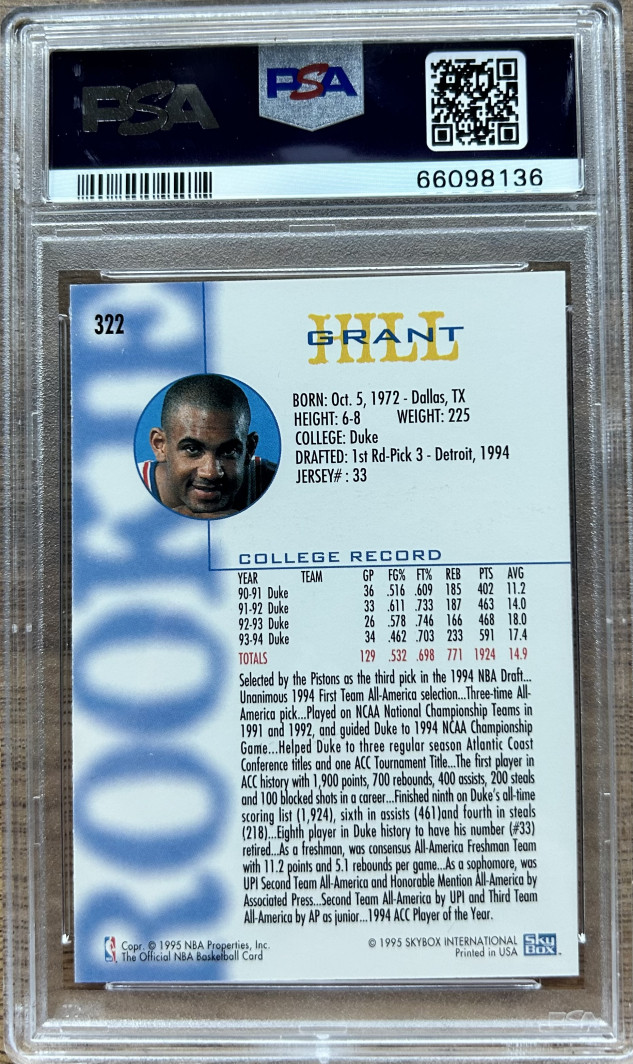 PSA
PSA
66098136
322
GRANT
HILL
BORN: Oct. 5, 1972 - Dallas, TX
HEIGHT: 6-8 WEIGHT: 225
COLLEGE: Duke
DRAFTED: 1st Rd-Pick 3 - Detroit, 1994
JERSEY# : 33
ROOKIE
COLLEGE RECORD
YEAR TEAM GP FG% FT% REB PTS AVG
90-91 Duke 36 .516 .609 185 402 11.2
91-92 Duke 33 .611 .733 187 463 14.0
92-93 Duke 26 .578 .746 166 468 18.0
93-94 Duke 34 .462 .703 233 591 17.4
TOTALS 129 .532 .698 771 1924 14.9
Selected by the Pistons as the third pick in the 1994 NBA Draft...
Unanimous 1994 First Team All-America selection...Three-time All-
America pick...Played on NCAA National Championship Teams in
1991 and 1992, and guided Duke to 1994 NCAA Championship
Game...Helped Duke to three regular season Atlantic Coast
Conference titles and one ACC Tournament Title...The first player in
ACC history with 1,900 points, 700 rebounds, 400 assists, 200 steals
and 100 blocked shots in a career...Finished ninth on Duke's all-time
scoring list (1,924), sixth in assists (461)and fourth in steals
(218)...Eighth player in Duke history to have his number (#33)
retired...As a freshman, was consensus All-America Freshman Team
with 11.2 points and 5.1 rebounds per game...As a sophomore, was
UPI Second Team All-America and Honorable Mention All-America by
Associated Press...Second Team All-America by UPI and Third Team
All-America by AP as junior...1994 ACC Player of the Year.
Copr. © 1995 NBA Properties, Inc.
The Official NBA Basketball Card
© 1995 SKYBOX INTERNATIONAL
Printed in USA
SkyBox
PSA